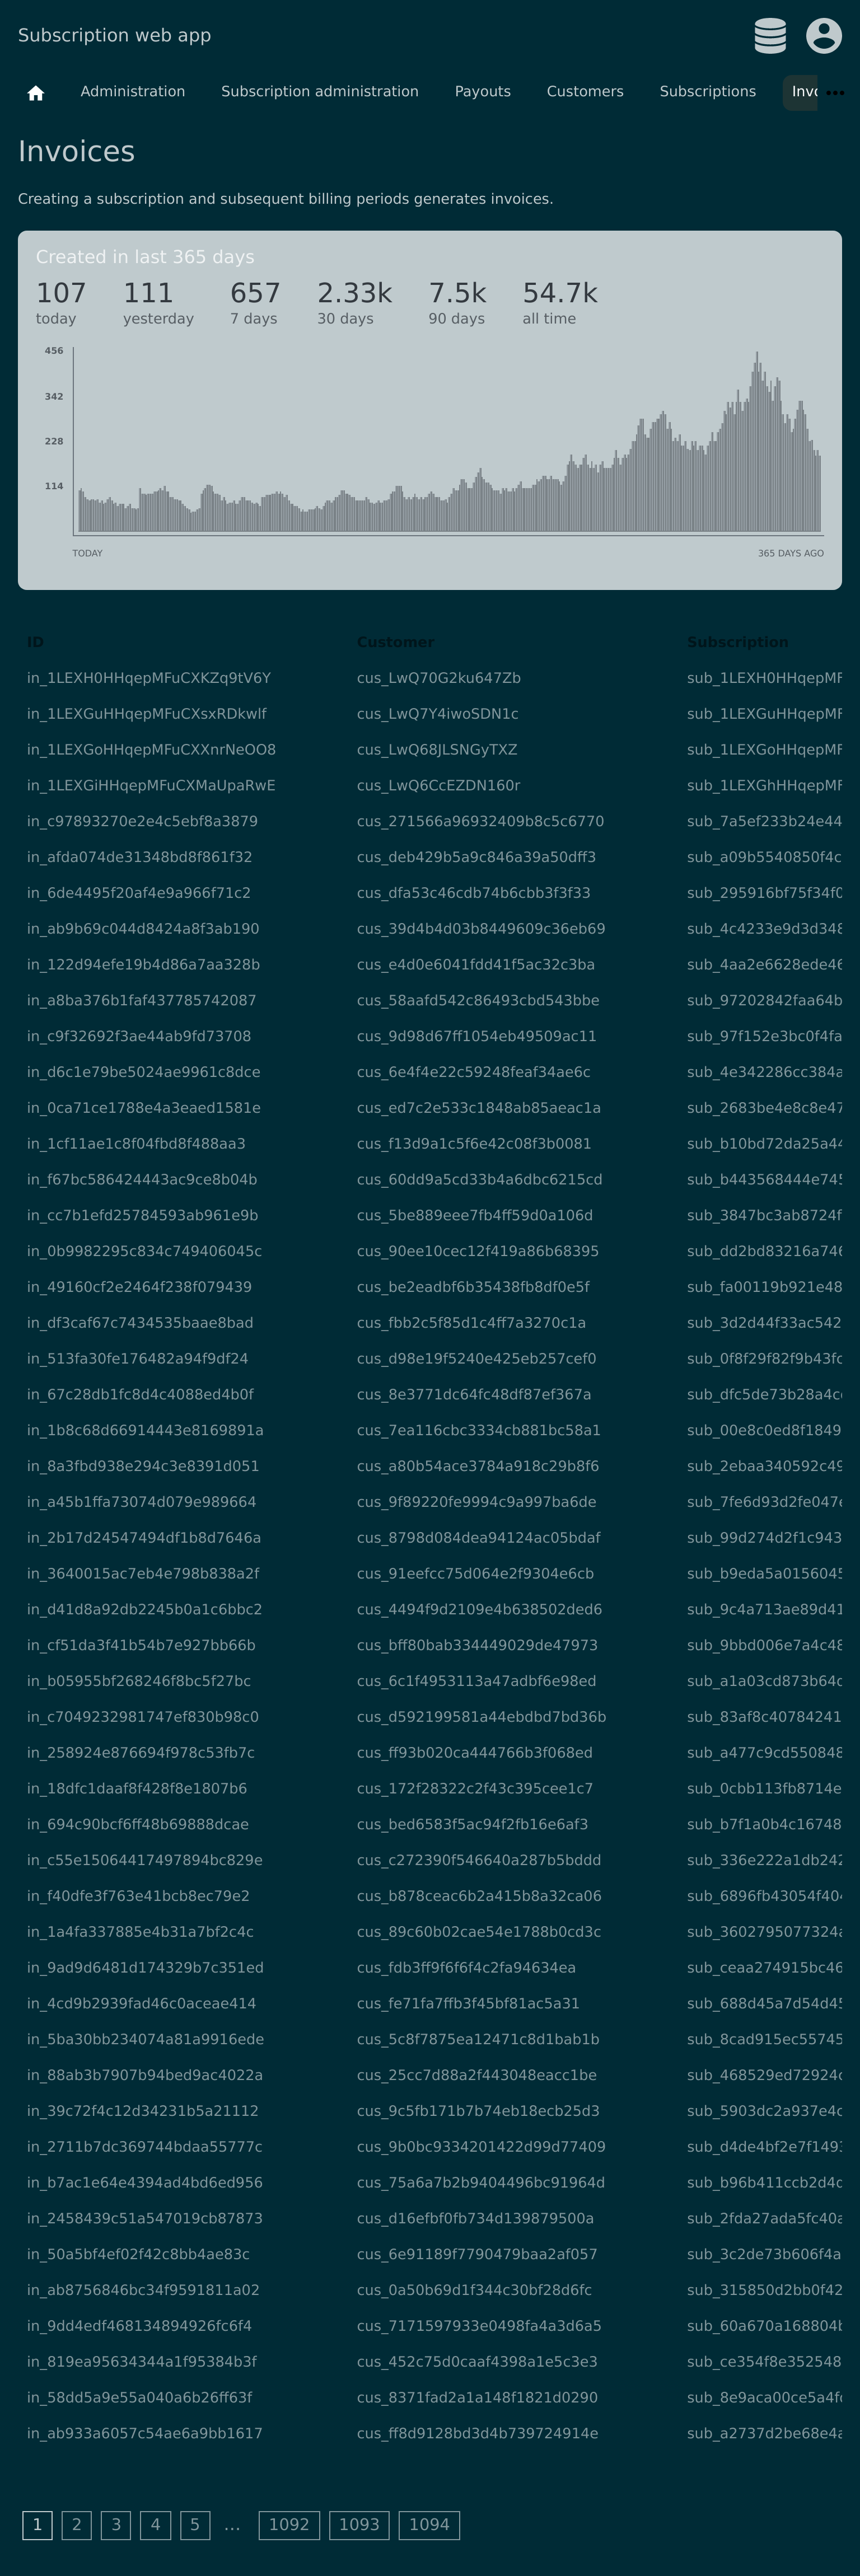 Subscription web app
Administration Subscription administration Payouts Customers Subscriptions Invo
Invoices
Creating a subscription and subsequent billing periods generates invoices.
Created in last 365 days
107 111 657 2.33k 7.5k 54.7k
today yesterday 7 days 30 days 90 days all time
456
342
228
114
TODAY 365 DAYS AGO
ID Customer Subscription
in_1LEXH0HHqepMFuCXKZq9tV6Y cus_LwQ70G2ku647Zb sub_1LEXH0HHqepMF
in_1LEXGuHHqepMFuCXsxRDkwlf cus_LwQ7Y4iwoSDN1c sub_1LEXGuHHqepMF
in_1LEXGoHHqepMFuCXXnrNeOO8 cus_LwQ68JLSNGyTXZ sub_1LEXGoHHqepMF
in_1LEXGiHHqepMFuCXMaUpaRwE cus_LwQ6CcEZDN160r sub_1LEXGhHHqepMF
in_c97893270e2e4c5ebf8a3879 cus_271566a96932409b8c5c6770 sub_7a5ef233b24e44
in_afda074de31348bd8f861f32 cus_deb429b5a9c846a39a50dff3 sub_a09b5540850f4c
in_6de4495f20af4e9a966f71c2 cus_dfa53c46cdb74b6cbb3f3f33 sub_295916bf75f34f0
in_ab9b69c044d8424a8f3ab190 cus_39d4b4d03b8449609c36eb69 sub_4c4233e9d3d348
in_122d94efe19b4d86a7aa328b cus_e4d0e6041fdd41f5ac32c3ba sub_4aa2e6628ede46
in_a8ba376b1faf437785742087 cus_58aafd542c86493cbd543bbe sub_97202842faa64b
in_c9f32692f3ae44ab9fd73708 cus_9d98d67ff1054eb49509ac11 sub_97f152e3bc0f4fa
in_d6c1e79be5024ae9961c8dce cus_6e4f4e22c59248feaf34ae6c sub_4e342286cc384a
in_0ca71ce1788e4a3eaed1581e cus_ed7c2e533c1848ab85aeac1a sub_2683be4e8c8e47
in_1cf11ae1c8f04fbd8f488aa3 cus_f13d9a1c5f6e42c08f3b0081 sub_b10bd72da25a44
in_f67bc586424443ac9ce8b04b cus_60dd9a5cd33b4a6dbc6215cd sub_b443568444e745
in_cc7b1efd25784593ab961e9b cus_5be889eee7fb4ff59d0a106d sub_3847bc3ab8724f
in_0b9982295c834c749406045c cus_90ee10cec12f419a86b68395 sub_dd2bd83216a746
in_49160cf2e2464f238f079439 cus_be2eadbf6b35438fb8df0e5f sub_fa00119b921e48
in_df3caf67c7434535baae8bad cus_fbb2c5f85d1c4ff7a3270c1a sub_3d2d44f33ac542
in_513fa30fe176482a94f9df24 cus_d98e19f5240e425eb257cef0 sub_0f8f29f82f9b43fc
in_67c28db1fc8d4c4088ed4b0f cus_8e3771dc64fc48df87ef367a sub_dfc5de73b28a4c
in_1b8c68d66914443e8169891a cus_7ea116cbc3334cb881bc58a1 sub_00e8c0ed8f1849
in_8a3fbd938e294c3e8391d051 cus_a80b54ace3784a918c29b8f6 sub_2ebaa340592c49
in_a45b1ffa73074d079e989664 cus_9f89220fe9994c9a997ba6de sub_7fe6d93d2fe047
in_2b17d24547494df1b8d7646a cus_8798d084dea94124ac05bdaf sub_99d274d2f1c943
in_3640015ac7eb4e798b838a2f cus_91eefcc75d064e2f9304e6cb sub_b9eda5a0156045
in_d41d8a92db2245b0a1c6bbc2 cus_4494f9d2109e4b638502ded6 sub_9c4a713ae89d41
in_cf51da3f41b54b7e927bb66b cus_bff80bab334449029de47973 sub_9bbd006e7a4c48
in_b05955bf268246f8bc5f27bc cus_6c1f4953113a47adbf6e98ed sub_a1a03cd873b64c
in_c7049232981747ef830b98c0 cus_d592199581a44ebdbd7bd36b sub_83af8c40784241
in_258924e876694f978c53fb7c cus_ff93b020ca444766b3f068ed sub_a477c9cd550848
in_18dfc1daaf8f428f8e1807b6 cus_172f28322c2f43c395cee1c7 sub_0cbb113fb8714e
in_694c90bcf6ff48b69888dcae cus_bed6583f5ac94f2fb16e6af3 sub_b7f1a0b4c16748
in_c55e15064417497894bc829e cus_c272390f546640a287b5bddd sub_336e222a1db242
in_f40dfe3f763e41bcb8ec79e2 cus_b878ceac6b2a415b8a32ca06 sub_6896fb43054f404
in_1a4fa337885e4b31a7bf2c4c cus_89c60b02cae54e1788b0cd3c sub_3602795077324a
in_9ad9d6481d174329b7c351ed cus_fdb3ff9f6f6f4c2fa94634ea sub_ceaa274915bc46
in_4cd9b2939fad46c0aceae414 cus_fe71fa7ffb3f45bf81ac5a31 sub_688d45a7d54d45
in_5ba30bb234074a81a9916ede cus_5c8f7875ea12471c8d1bab1b sub_8cad915ec55745
in_88ab3b7907b94bed9ac4022a cus_25cc7d88a2f443048eacc1be sub_468529ed72924c
in_39c72f4c12d34231b5a21112 cus_9c5fb171b7b74eb18ecb25d3 sub_5903dc2a937e4c
in_2711b7dc369744bdaa55777c cus_9b0bc9334201422d99d77409 sub_d4de4bf2e7f1493
in_b7ac1e64e4394ad4bd6ed956 cus_75a6a7b2b9404496bc91964d sub_b96b411ccb2d4c
in_2458439c51a547019cb87873 cus_d16efbf0fb734d139879500a sub_2fda27ada5fc40a
in_50a5bf4ef02f42c8bb4ae83c cus_6e91189f7790479baa2af057 sub_3c2de73b606f4a
in_ab8756846bc34f9591811a02 cus_0a50b69d1f344c30bf28d6fc sub_315850d2bb0f42
in_9dd4edf468134894926fc6f4 cus_7171597933e0498fa4a3d6a5 sub_60a670a168804b
in_819ea95634344a1f95384b3f cus_452c75d0caaf4398a1e5c3e3 sub_ce354f8e352548
in_58dd5a9e55a040a6b26ff63f cus_8371fad2a1a148f1821d0290 sub_8e9aca00ce5a4f
in_ab933a6057c54ae6a9bb1617 cus_ff8d9128bd3d4b739724914e sub_a2737d2be68e4a
1 2 3 4 5 … 1092 1093 1094